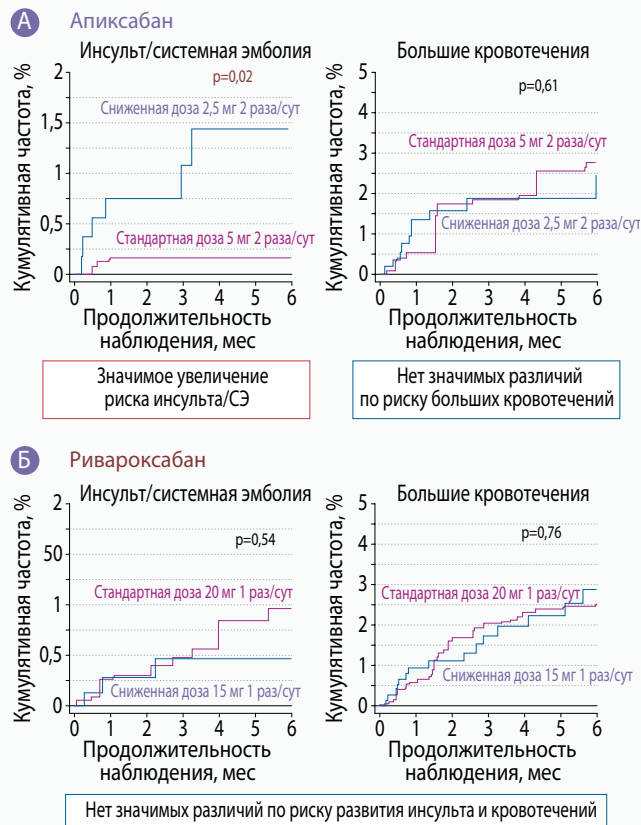 А Апиксабан
Инсульт/системная эмболия
p=0,02
Кумулятивная частота, %
2
1,5
1
0,5
0
Сниженная доза 2,5 мг 2 раза/сут
Стандартная доза 5 мг 2 раза/сут
0 1 2 3 4 5 6
Продолжительность
наблюдения, мес
Значимое увеличение
риска инсульта/СЭ
Большие кровотечения
p=0,61
Кумулятивная частота, %
5
4
3
2
1
0
Стандартная доза 5 мг 2 раза/сут
Сниженная доза 2,5 мг 2 раза/сут
0 1 2 3 4 5 6
Продолжительность
наблюдения, мес
Нет значимых различий
по риску больших кровотечений
Б Ривароксабан
Инсульт/системная эмболия
p=0,54
Кумулятивная частота, %
2
50
1
0,5
0
Стандартная доза 20 мг 1 раз/сут
Сниженная доза 15 мг 1 раз/сут
0 1 2 3 4 5 6
Продолжительность
наблюдения, мес
Большие кровотечения
p=0,76
Кумулятивная частота, %
5
4
3
2
1
0
Стандартная доза 20 мг 1 раз/сут
Сниженная доза 15 мг 1 раз/сут
0 1 2 3 4 5 6
Продолжительность
наблюдения, мес
Нет значимых различий по риску развития инсульта и кровотечений